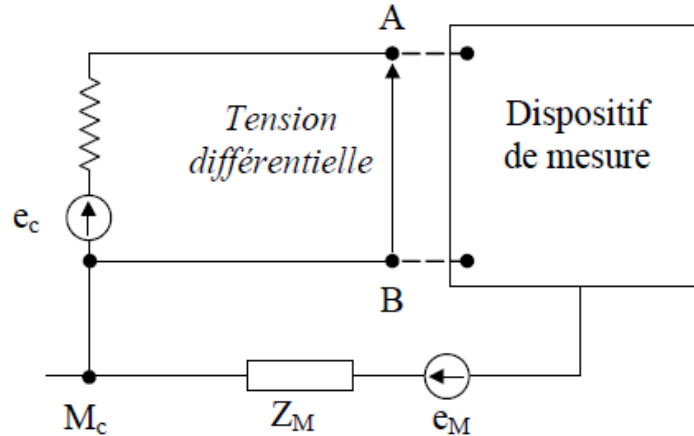 A
Tension
différentielle
Dispositif
de mesure
e_c
B
M_c
Z_M
e_M